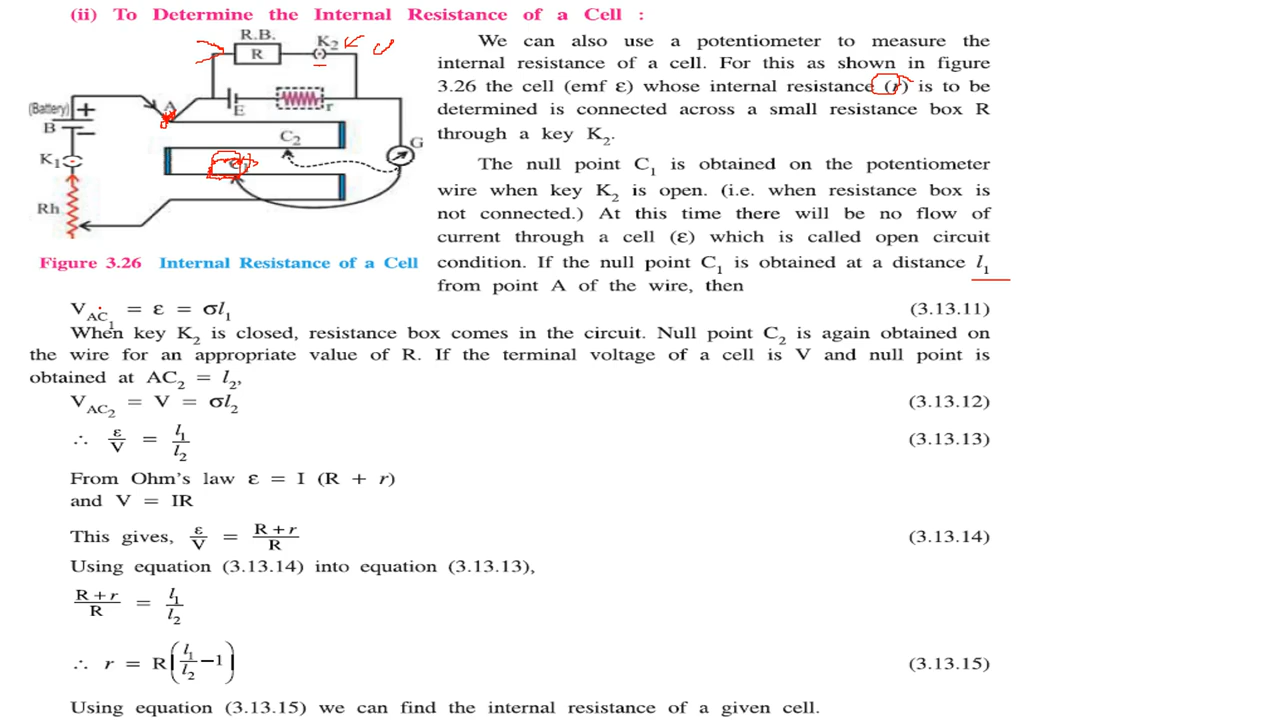 (ii) To Determine the Internal Resistance of a Cell :
R.B.
R
K₂
(Battery)
+
A
B
E
r
C₂
G
K₁
Rh
Figure 3.26 Internal Resistance of a Cell
We can also use a potentiometer to measure the
internal resistance of a cell. For this as shown in figure
3.26 the cell (emf ε) whose internal resistance (r) is to be
determined is connected across a small resistance box R
through a key K₂.
The null point C₁ is obtained on the potentiometer
wire when key K₂ is open. (i.e. when resistance box is
not connected.) At this time there will be no flow of
current through a cell (ε) which is called open circuit
condition. If the null point C₁ is obtained at a distance l₁
from point A of the wire, then
V_AC₁ = ε = σl₁ (3.13.11)
When key K₂ is closed, resistance box comes in the circuit. Null point C₂ is again obtained on
the wire for an appropriate value of R. If the terminal voltage of a cell is V and null point is
obtained at AC₂ = l₂,
V_AC₂ = V = σl₂ (3.13.12)
∴ ε/V = l₁/l₂ (3.13.13)
From Ohm's law ε = I (R + r)
and V = IR
This gives, ε/V = (R + r)/R (3.13.14)
Using equation (3.13.14) into equation (3.13.13),
(R + r)/R = l₁/l₂
∴ r = R(l₁/l₂ − 1) (3.13.15)
Using equation (3.13.15) we can find the internal resistance of a given cell.